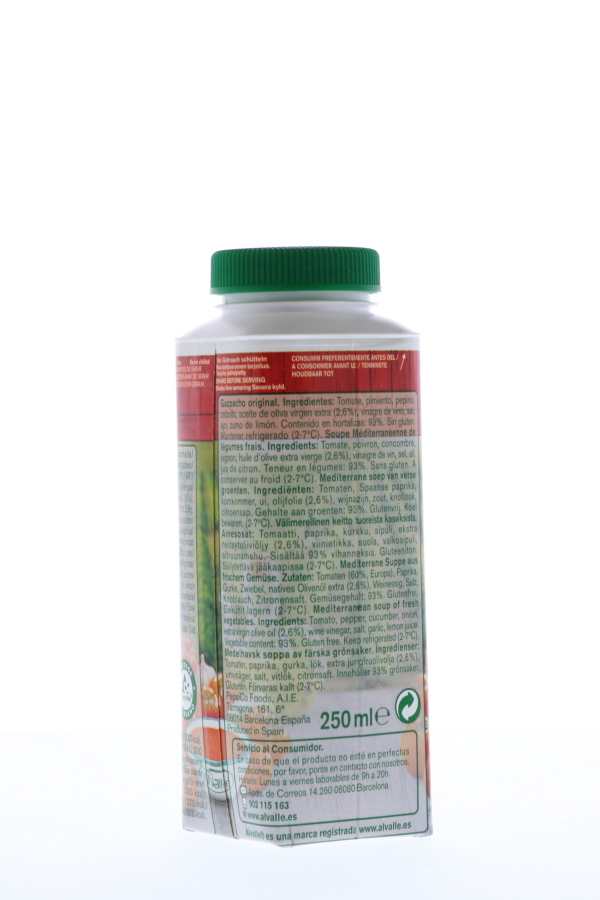 Serve chilled
SHAKE BEFORE SERVING.
CONSUMIR PREFERENTEMENTE ANTES DEL /
A CONSOMMER AVANT LE / TENMINSTE
HOUDBAAR TOT
Gazpacho original. Ingredientes: Tomate, pimiento, pepino,
cebolla, aceite de oliva virgen extra (2,6%), vinagre de vino, sal,
ajo, zumo de limón. Contenido en hortalizas: 93%. Sin gluten.
Mantener refrigerado (2-7°C). Soupe Méditerranéenne de
légumes frais. Ingredients: Tomate, poivron, concombre,
oignon, huile d'olive extra vierge (2,6%), vinaigre de vin, sel, ail,
jus de citron. Teneur en légumes: 93%. Sans gluten. A
conserver au froid (2-7°C). Mediterrane soep van verse
groenten. Ingrediënten: Tomaten, Spaanse paprika,
komkommer, ui, olijfolie (2,6%), wijnazijn, zout, knoflook,
citroensap. Gehalte aan groenten: 93%. Glutenvrij. Koel
bewaren. (2-7°C). Välimerellinen keitto tuoreista kasviksista.
Ainesosat: Tomaatti, paprika, kurkku, sipuli, ekstra
neitsytoliiviöljy (2,6%), viinietikka, suola, valkosipuli,
sitruunamehu. Sisältää 93% vihanneksia. Gluteeniton.
Säilytettävä jääkaapissa (2-7°C). Mediterrane Suppe aus
frischem Gemüse. Zutaten: Tomaten (60%, Europa), Paprika,
Gurke, Zwiebel, natives Olivenöl extra (2,6%), Weinessig, Salz,
Knoblauch, Zitronensaft. Gemüsegehalt: 93%. Glutenfrei.
Gekühlt lagern (2-7°C). Mediterranean soup of fresh
vegetables. Ingredients: Tomato, pepper, cucumber, onion,
extra virgin olive oil (2,6%), wine vinegar, salt, garlic, lemon juice.
Vegetable content: 93%. Gluten free. Keep refrigerated (2-7°C).
Medelhavsk soppa av färska grönsaker. Ingredienser:
Tomater, paprika, gurka, lök, extra jungfruolivolja (2,6%),
vinvinäger, salt, vitlök, citronsaft. Innehåller 93% grönsaker.
Glutenfri. Förvaras kallt (2-7°C).
PepsiCo Foods, A.I.E.
Tarragona, 161, 6ª
08014 Barcelona España
Produced in Spain
250 ml e
Servicio al Consumidor.
En caso de que el producto no esté en perfectas
condiciones, por favor, ponte en contacto con nosotros.
Horario: Lunes a viernes laborables de 9h a 20h
Apdo. de Correos 14.260 08080 Barcelona
902 115 163
www.alvalle.es
Alvalle® es una marca registrada www.alvalle.es